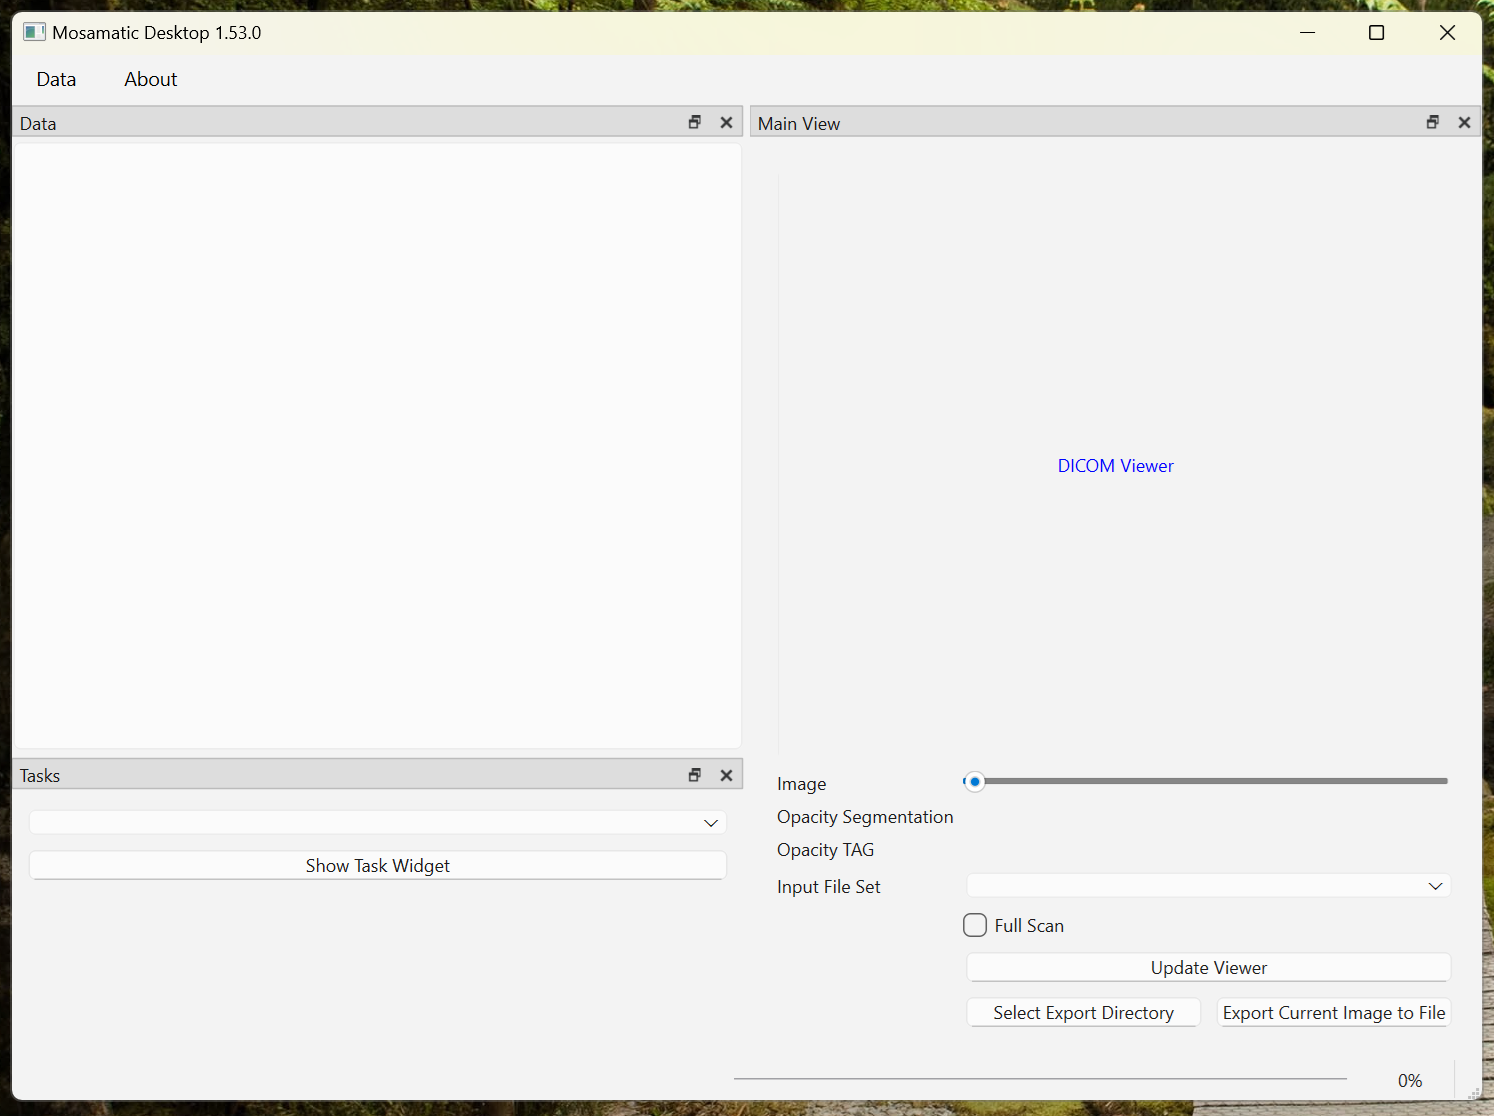 Mosamatic Desktop 1.53.0
Data About
Data
Main View
DICOM Viewer
Tasks
Show Task Widget
Image
Opacity Segmentation
Opacity TAG
Input File Set
Full Scan
Update Viewer
Select Export Directory Export Current Image to File
0%